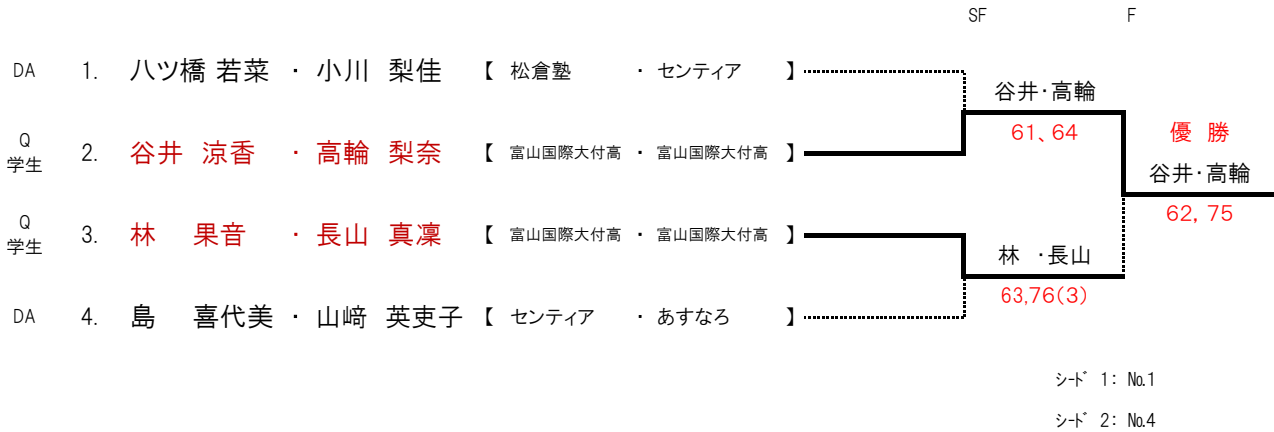 SF F
DA 1. 八ツ橋 若菜 ・ 小川 梨佳 【 松倉塾 ・ センティア 】
谷井・高輪
61、64
Q 学生 2. 谷井 涼香 ・ 高輪 梨奈 【 富山国際大付高 ・ 富山国際大付高 】
優 勝
谷井・高輪
62, 75
Q 学生 3. 林 果音 ・ 長山 真凜 【 富山国際大付高 ・ 富山国際大付高 】
林 ・長山
63,76(3)
DA 4. 島 喜代美 ・ 山﨑 英吏子 【 センティア ・ あすなろ 】
ｼｰﾄﾞ 1: №1
ｼｰﾄﾞ 2: №4